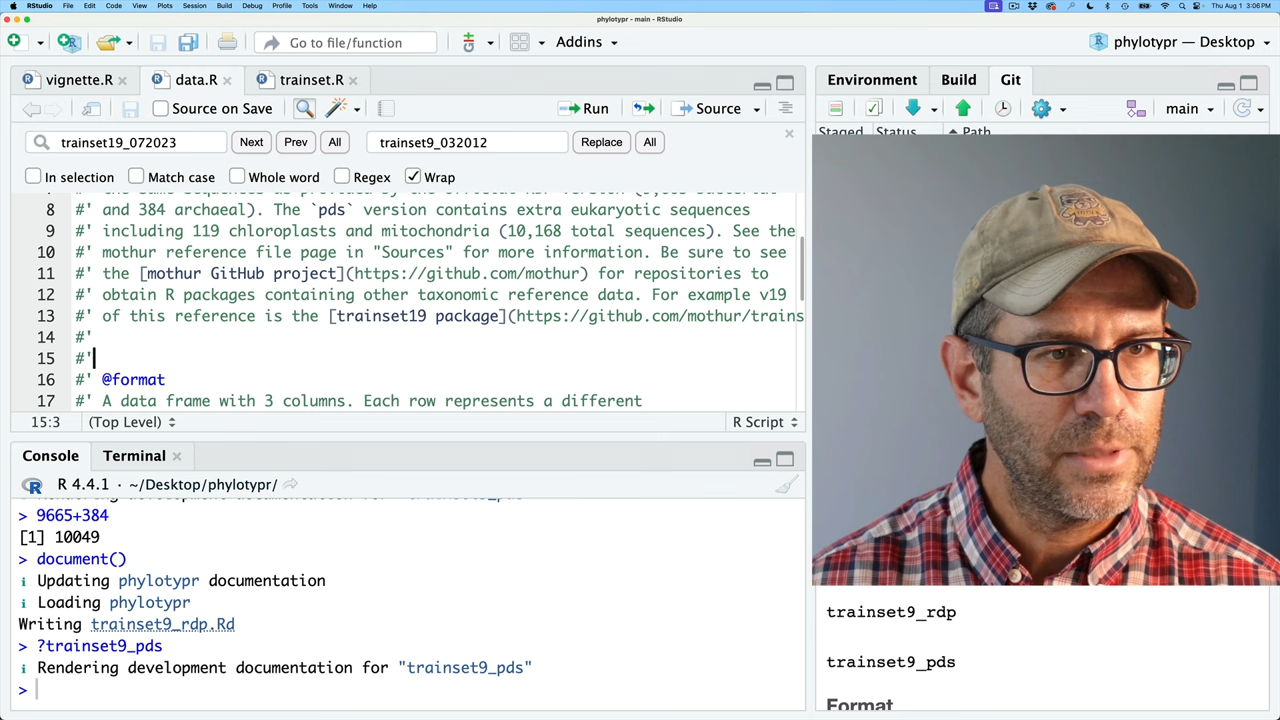 RStudio File Edit Code View Plots Session Build Debug Profile Tools Window Help Thu Aug 1 3:06 PM
phylotypr - main - RStudio
Go to file/function Addins phylotypr — Desktop
vignette.R data.R trainset.R
Environment Build Git
Source on Save Run Source main
trainset19_072023 Next Prev All trainset9_032012 Replace All
Staged Status Path
In selection Match case Whole word Regex Wrap
8 #' and 384 archaeal). The `pds` version contains extra eukaryotic sequences
9 #' including 119 chloroplasts and mitochondria (10,168 total sequences). See the
10 #' mothur reference file page in "Sources" for more information. Be sure to see
11 #' the [mothur GitHub project](https://github.com/mothur) for repositories to
12 #' obtain R packages containing other taxonomic reference data. For example v19
13 #' of this reference is the [trainset19 package](https://github.com/mothur/trains
14 #'
15 #'
16 #' @format
17 #' A data frame with 3 columns. Each row represents a different
15:3 (Top Level) R Script
Console Terminal
R 4.4.1 · ~/Desktop/phylotypr/
> 9665+384
[1] 10049
> document()
i Updating phylotypr documentation
i Loading phylotypr
Writing trainset9_rdp.Rd
> ?trainset9_pds
i Rendering development documentation for "trainset9_pds"
>
trainset9_rdp
trainset9_pds
Format